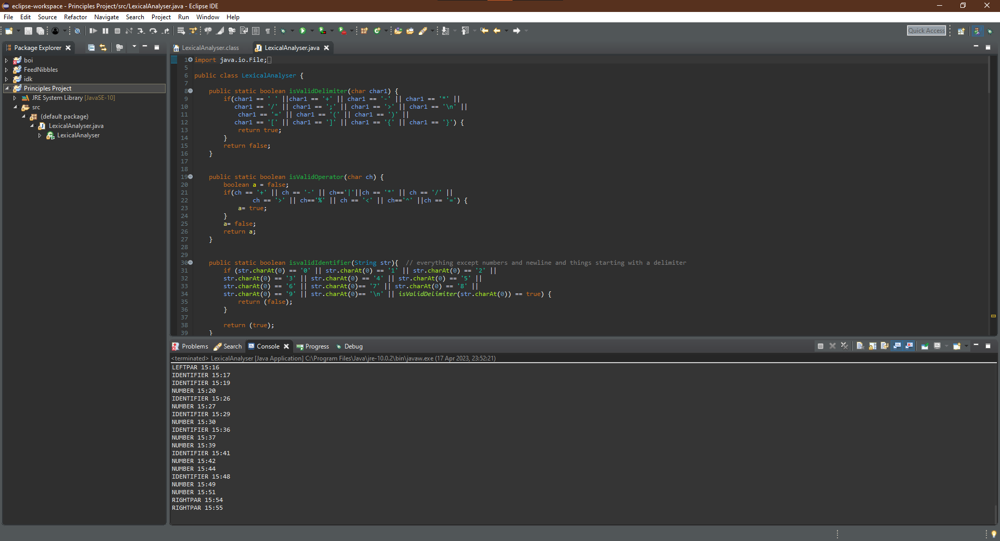 eclipse-workspace - Principles Project/src/LexicalAnalyser.java - Eclipse IDE
File Edit Source Refactor Navigate Search Project Run Window Help
Quick Access
Package Explorer
boi
FeedNibbles
idk
Principles Project
JRE System Library [JavaSE-10]
src
(default package)
LexicalAnalyser.java
LexicalAnalyser
LexicalAnalyser.class LexicalAnalyser.java
1 import java.io.File;
5
6 public class LexicalAnalyser {
7
8 public static boolean isValidDelimiter(char char1) {
9 if(char1 == ' ' ||char1 == '+' || char1 == '-' || char1 == '*' ||
10 char1 == '/' || char1 == ';' || char1 == '>' || char1 == '\n' ||
11 char1 == '=' || char1 == '(' || char1 == ')' ||
12 char1 == '[' || char1 == ']' || char1 == '{' || char1 == '}') {
13 return true;
14 }
15 return false;
16 }
17
18
19 public static boolean isValidOperator(char ch) {
20 boolean a = false;
21 if(ch == '+' || ch == '-' || ch=='|'||ch == '*' || ch == '/' ||
22 ch == '>' || ch=='%' || ch == '<' || ch=='^' ||ch == '=') {
23 a= true;
24 }
25 a= false;
26 return a;
27 }
28
29
30 public static boolean isvalidIdentifier(String str){ // everything except numbers and newline and things starting with a delimiter
31 if (str.charAt(0) == '0' || str.charAt(0) == '1' || str.charAt(0) == '2' ||
32 str.charAt(0) == '3' || str.charAt(0) == '4' || str.charAt(0) == '5' ||
33 str.charAt(0) == '6' || str.charAt(0)== '7' || str.charAt(0) == '8' ||
34 str.charAt(0) == '9' || str.charAt(0)== '\n' || isValidDelimiter(str.charAt(0)) == true) {
35 return (false);
36 }
37
38 return (true);
39 }
Problems Search Console Progress Debug
<terminated> LexicalAnalyser [Java Application] C:\Program Files\Java\jre-10.0.2\bin\javaw.exe (17 Apr 2023, 23:52:21)
LEFTPAR 15:16
IDENTIFIER 15:17
IDENTIFIER 15:19
NUMBER 15:20
IDENTIFIER 15:26
NUMBER 15:27
IDENTIFIER 15:29
NUMBER 15:30
IDENTIFIER 15:36
NUMBER 15:37
NUMBER 15:39
IDENTIFIER 15:41
NUMBER 15:42
NUMBER 15:44
IDENTIFIER 15:48
NUMBER 15:49
NUMBER 15:51
RIGHTPAR 15:54
RIGHTPAR 15:55